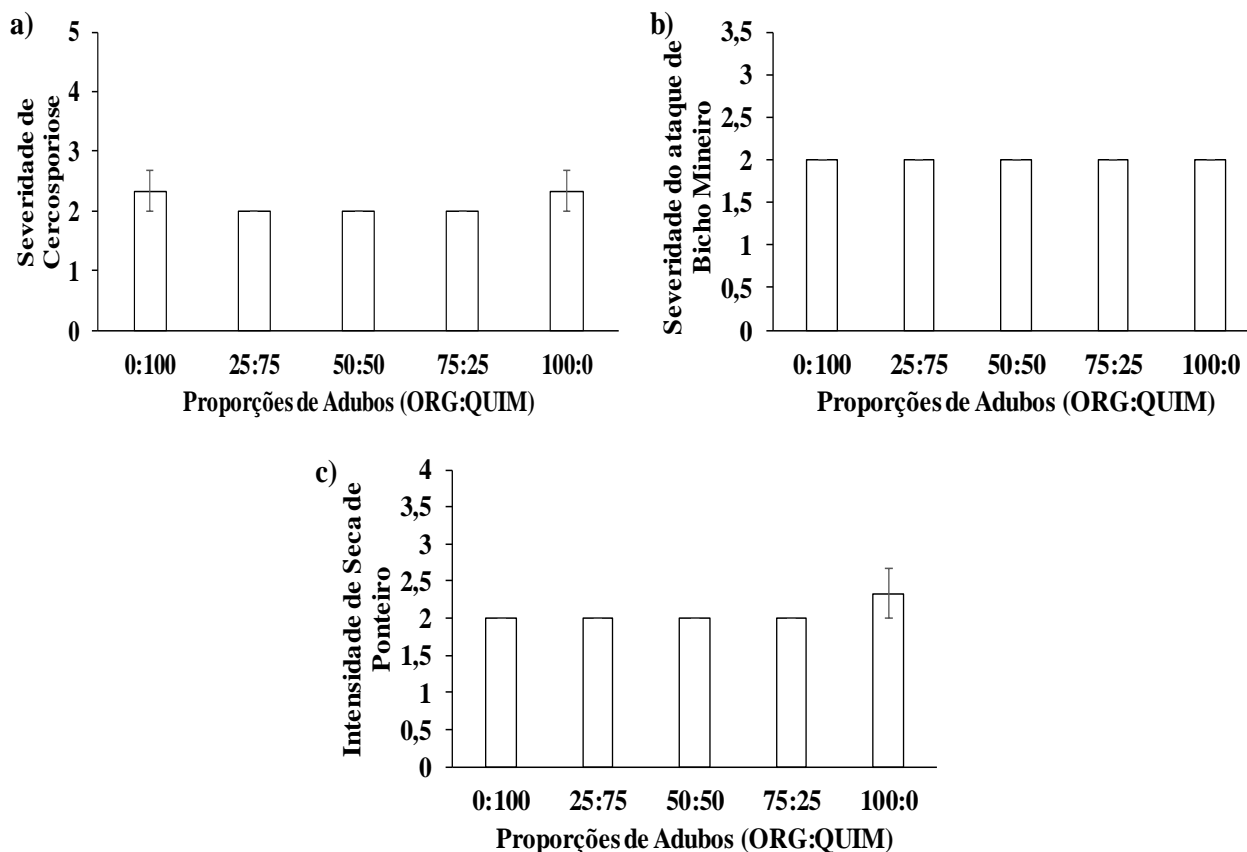 a)
Severidade de
Cercosporiose
5
4
3
2
1
0
0:100 25:75 50:50 75:25 100:0
Proporções de Adubos (ORG:QUIM)
b)
Severidade do ataque de
Bicho Mineiro
3,5
3
2,5
2
1,5
1
0,5
0
0:100 25:75 50:50 75:25 100:0
Proporções de Adubos (ORG:QUIM)
c)
Intensidade de Seca de
Ponteiro
4
3,5
3
2,5
2
1,5
1
0,5
0
0:100 25:75 50:50 75:25 100:0
Proporções de Adubos (ORG:QUIM)